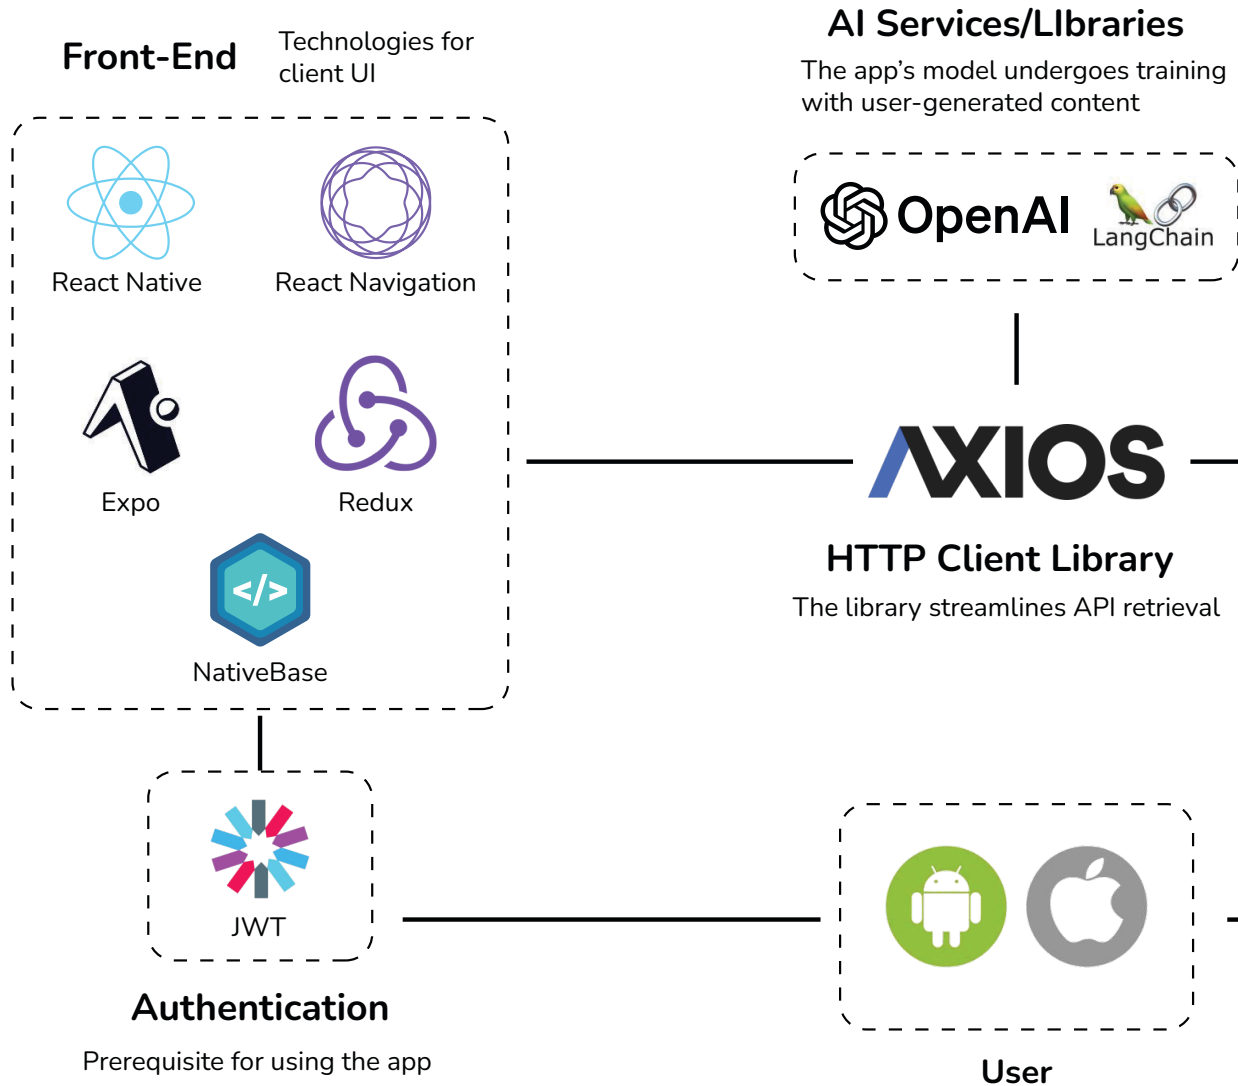 Front-End
Technologies for
client UI
React Native
React Navigation
Expo
Redux
</>
NativeBase
JWT
Authentication
Prerequisite for using the app
AI Services/LIbraries
The app's model undergoes training
with user-generated content
OpenAI
LangChain
AXIOS
HTTP Client Library
The library streamlines API retrieval
User